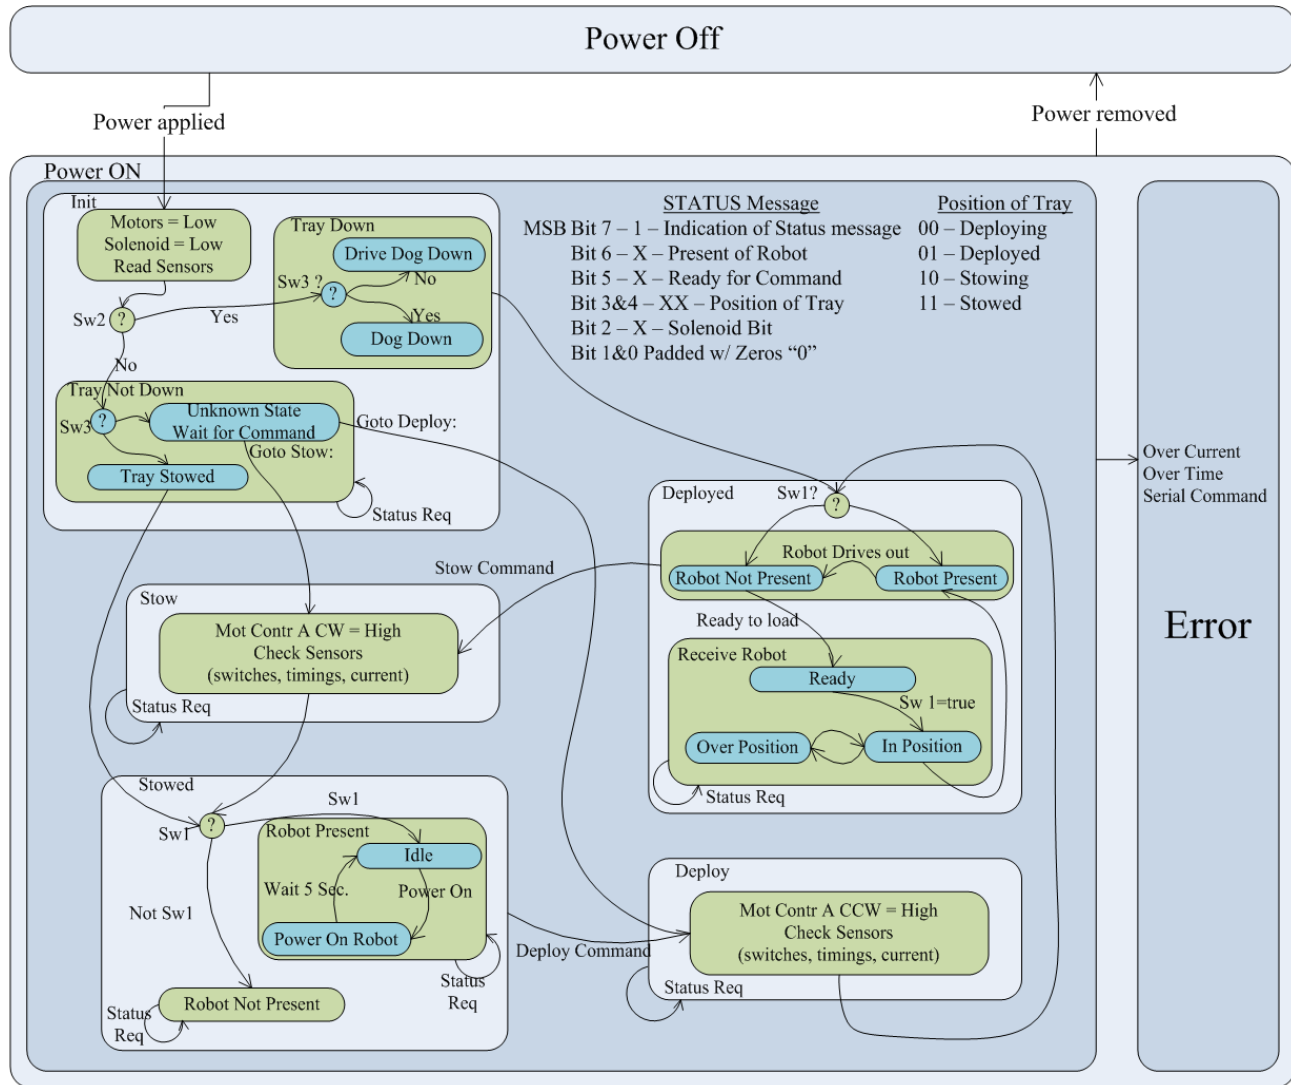 Power Off
Power applied
Power removed
Power ON
Init
Motors = Low
Solenoid = Low
Read Sensors
Sw2
?
Yes
No
Tray Down
Drive Dog Down
Sw3 ?
?
No
Yes
Dog Down
STATUS Message
MSB Bit 7 – 1 – Indication of Status message
Bit 6 – X – Present of Robot
Bit 5 – X – Ready for Command
Bit 3&4 – XX – Position of Tray
Bit 2 – X – Solenoid Bit
Bit 1&0 Padded w/ Zeros “0”
Position of Tray
00 – Deploying
01 – Deployed
10 – Stowing
11 – Stowed
Tray Not Down
?
Sw3
Unknown State
Wait for Command
Goto Deploy:
Goto Stow:
Tray Stowed
Status Req
Over Current
Over Time
Serial Command
Error
Deployed
Sw1?
?
Robot Drives out
Robot Not Present
Robot Present
Stow Command
Ready to load
Receive Robot
Ready
Sw 1=true
Over Position
In Position
Status Req
Stow
Mot Contr A CW = High
Check Sensors
(switches, timings, current)
Status Req
Stowed
Sw1
?
Sw1
Robot Present
Idle
Wait 5 Sec.
Power On
Power On Robot
Not Sw1
Status
Req
Robot Not Present
Status
Req
Deploy Command
Deploy
Mot Contr A CCW = High
Check Sensors
(switches, timings, current)
Status Req